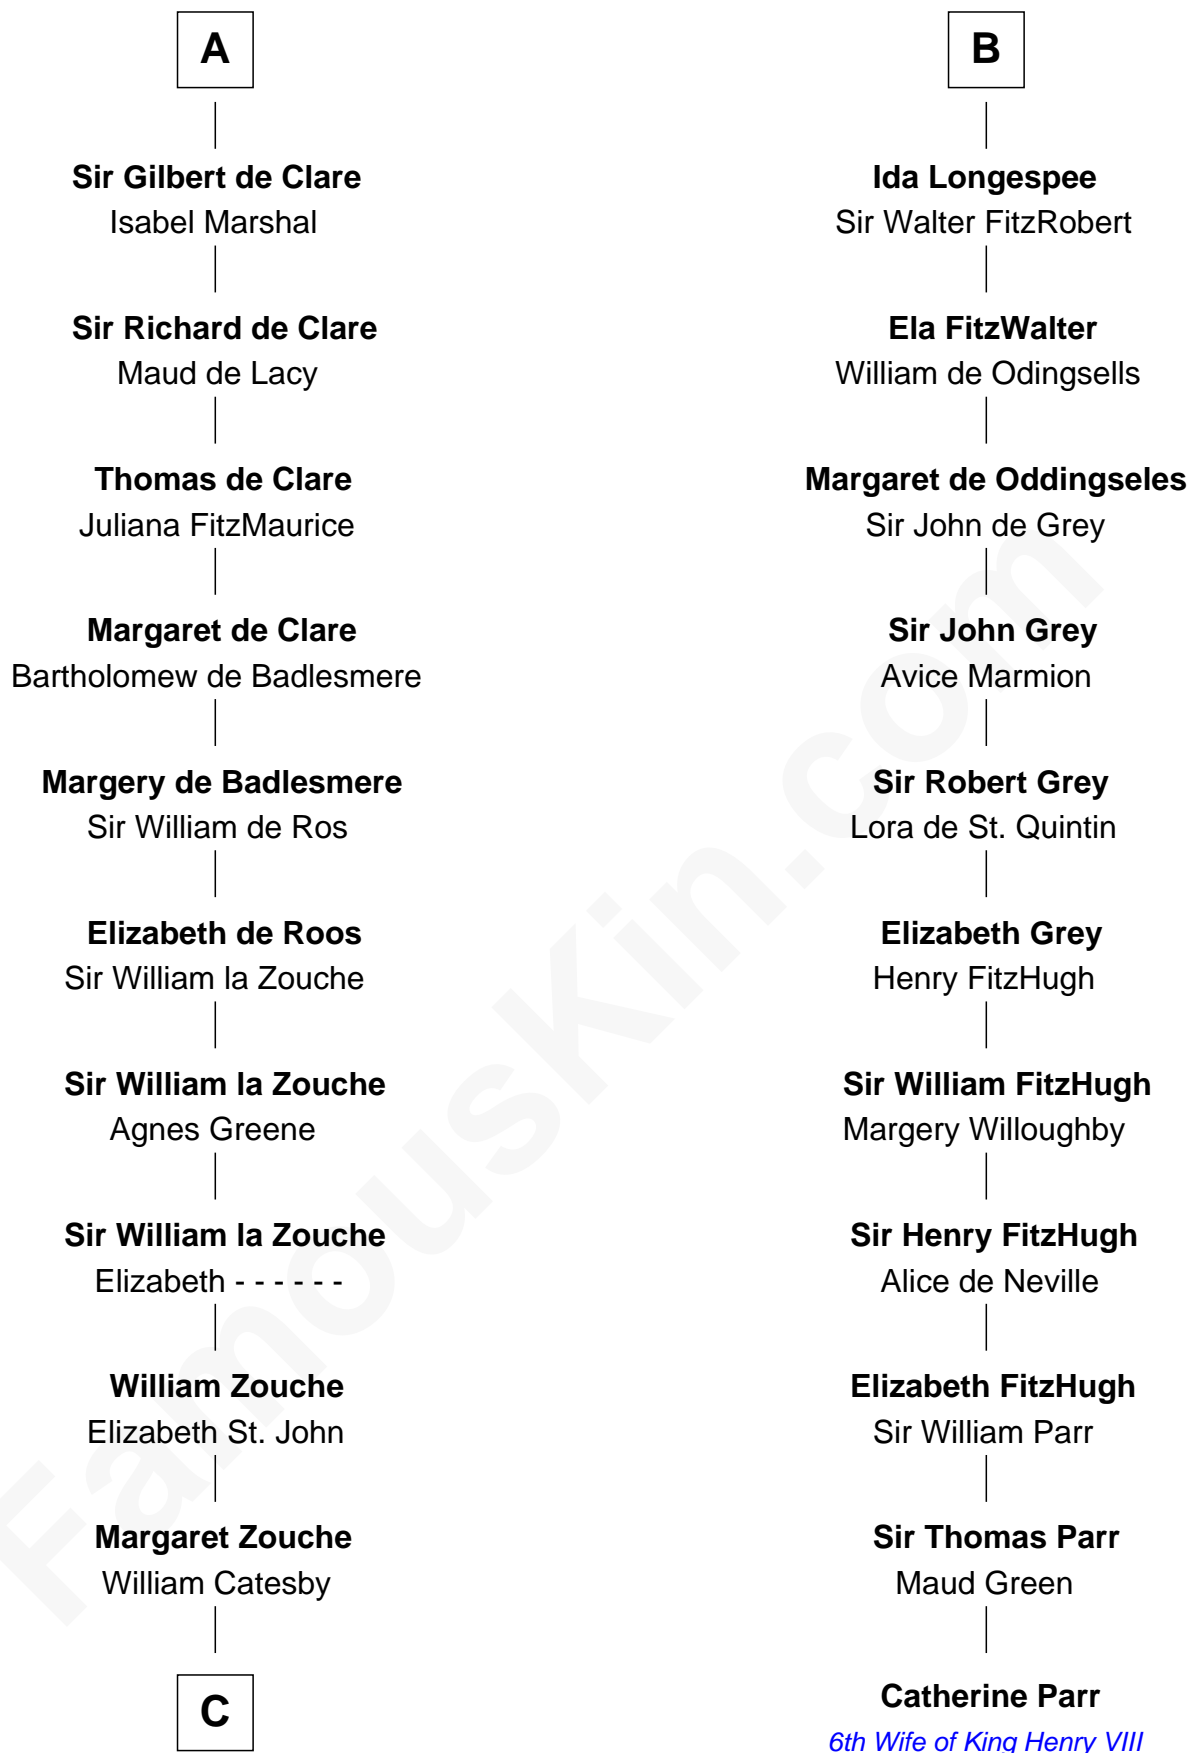 A
Sir Gilbert de Clare
Isabel Marshal
Sir Richard de Clare
Maud de Lacy
Thomas de Clare
Juliana FitzMaurice
Margaret de Clare
Bartholomew de Badlesmere
Margery de Badlesmere
Sir William de Ros
Elizabeth de Roos
Sir William la Zouche
Sir William la Zouche
Agnes Greene
Sir William la Zouche
Elizabeth - - - - - -
William Zouche
Elizabeth St. John
Margaret Zouche
William Catesby
C
B
Ida Longespee
Sir Walter FitzRobert
Ela FitzWalter
William de Odingsells
Margaret de Oddingseles
Sir John de Grey
Sir John Grey
Avice Marmion
Sir Robert Grey
Lora de St. Quintin
Elizabeth Grey
Henry FitzHugh
Sir William FitzHugh
Margery Willoughby
Sir Henry FitzHugh
Alice de Neville
Elizabeth FitzHugh
Sir William Parr
Sir Thomas Parr
Maud Green
Catherine Parr
6th Wife of King Henry VIII
FamousKin.com